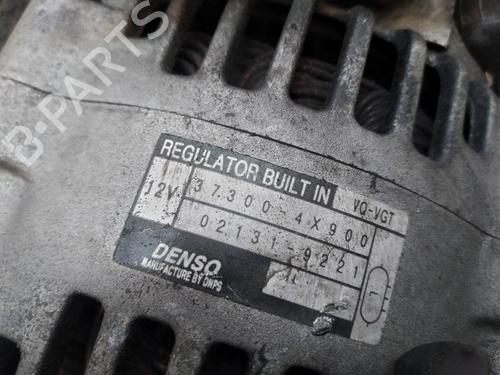 B-PARTS
REGULATOR BUILT IN VQ-VGT
12V 37300-4X900
02131-9221
DENSO
MANUFACTURE BY DNPS